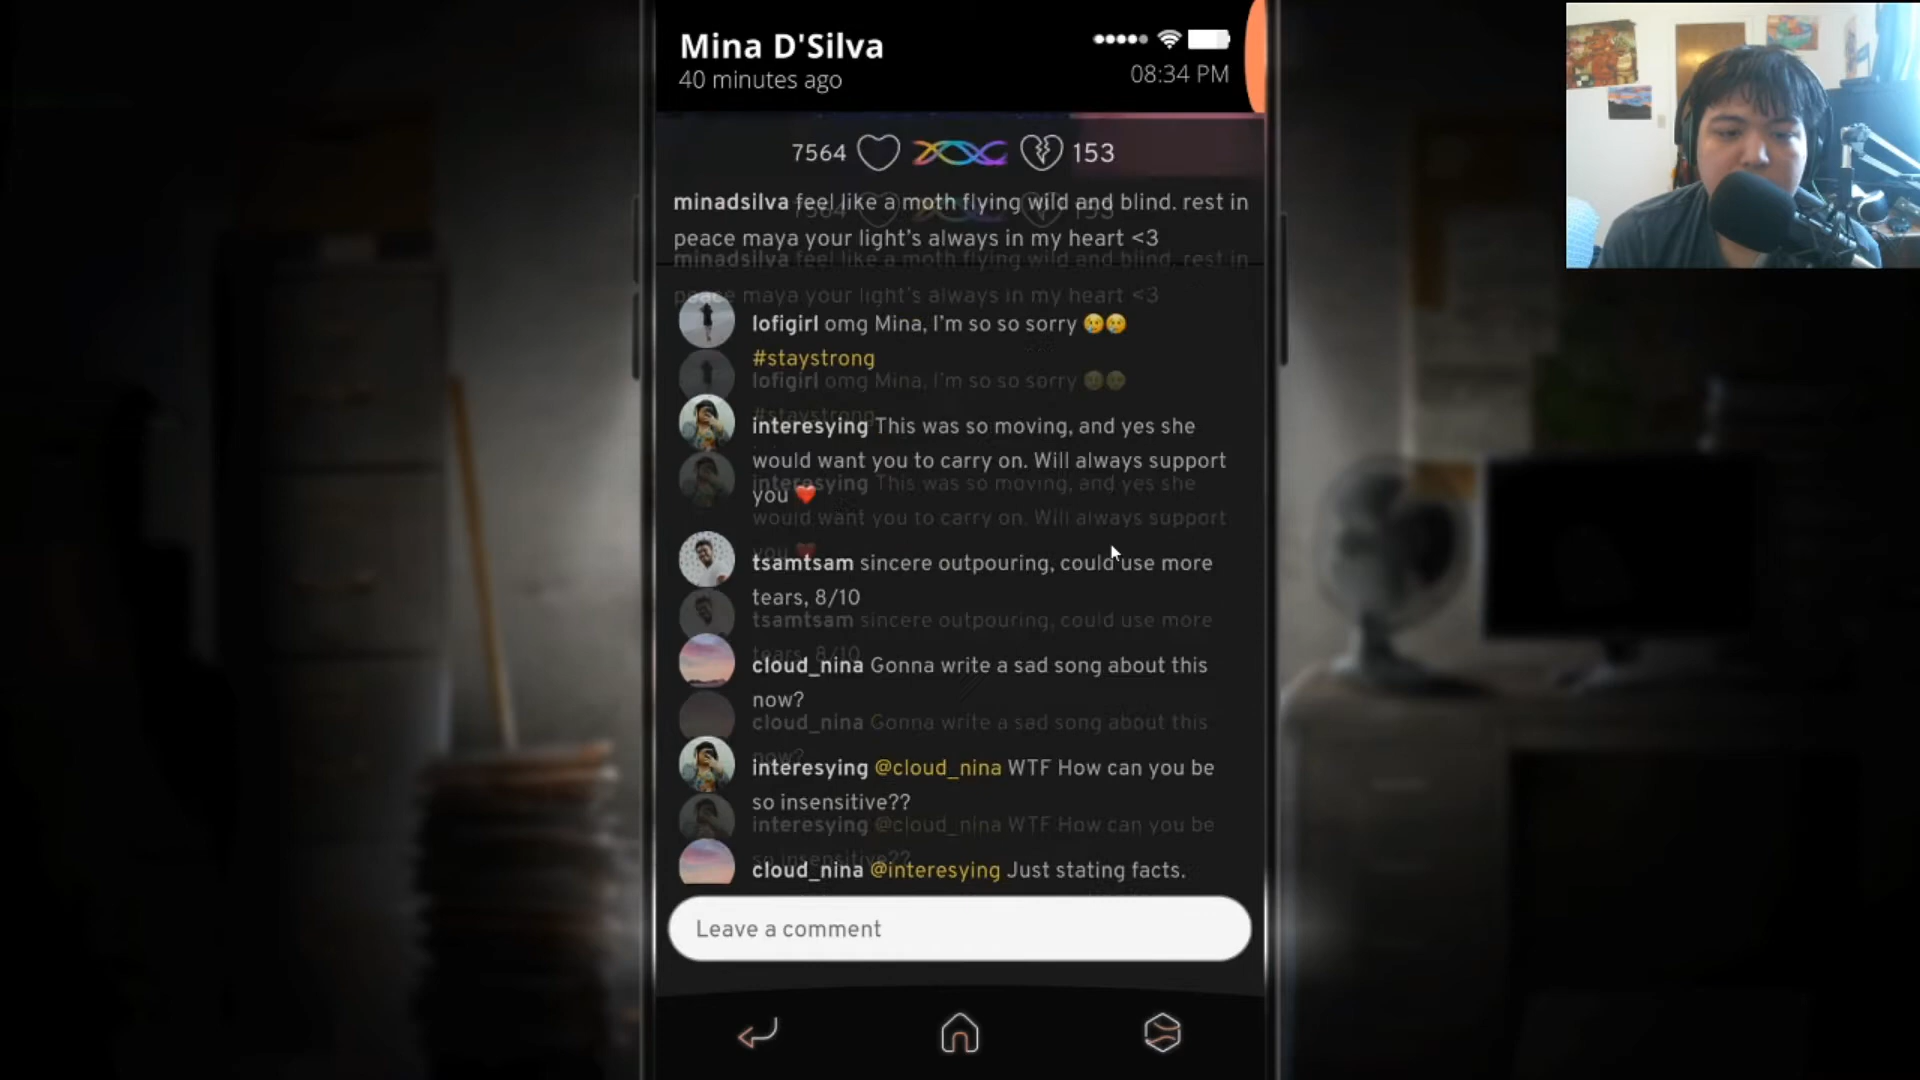 Mina D'Silva
40 minutes ago
08:34 PM
7564 153
minadsilva feel like a moth flying wild and blind. rest in
peace maya your light's always in my heart <3
lofigirl omg Mina, I'm so so sorry 😢😢
#staystrong
interesying This was so moving, and yes she
would want you to carry on. Will always support
you ❤️
tsamtsam sincere outpouring, could use more
tears, 8/10
cloud_nina Gonna write a sad song about this
now?
interesying @cloud_nina WTF How can you be
so insensitive??
cloud_nina @interesying Just stating facts.
Leave a comment